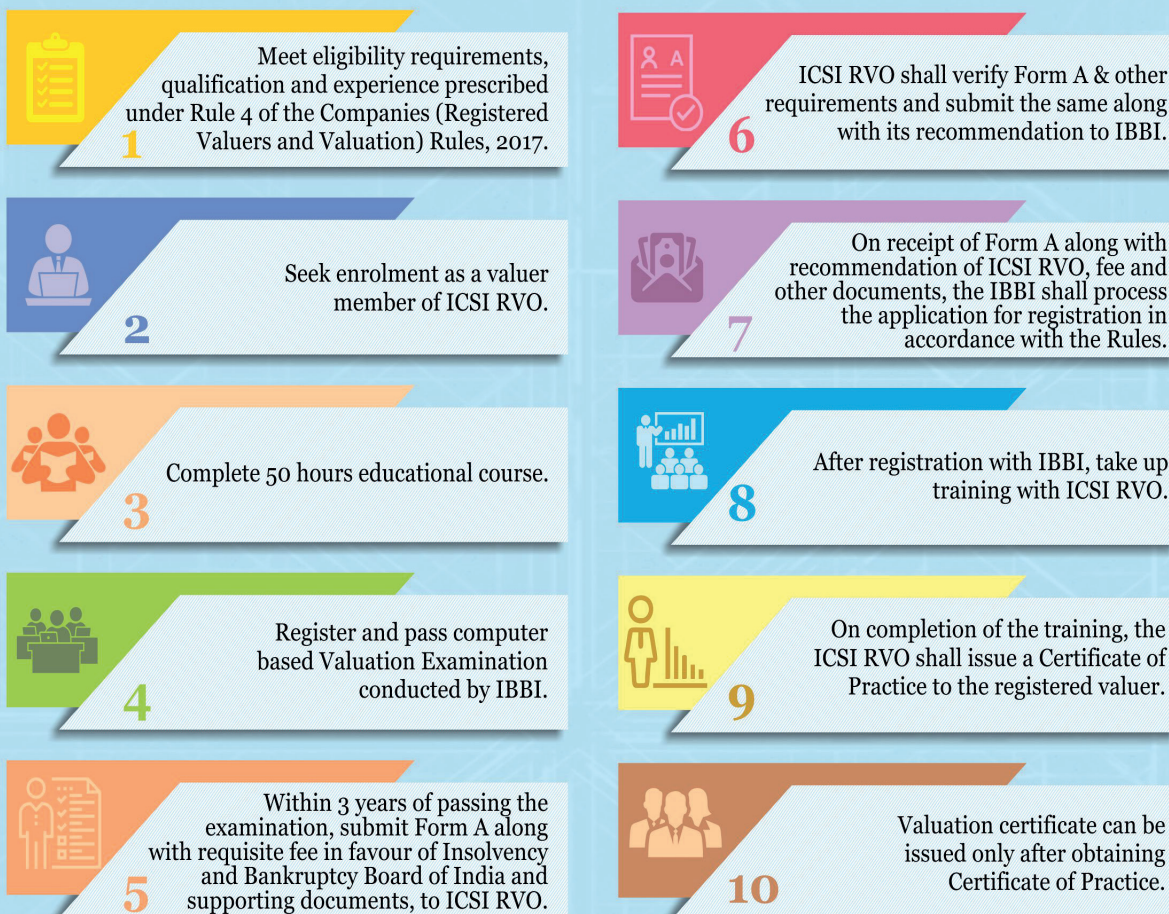 Meet eligibility requirements,
qualification and experience prescribed
under Rule 4 of the Companies (Registered
Valuers and Valuation) Rules, 2017.
1
Seek enrolment as a valuer
member of ICSI RVO.
2
Complete 50 hours educational course.
3
Register and pass computer
based Valuation Examination
conducted by IBBI.
4
Within 3 years of passing the
examination, submit Form A along
with requisite fee in favour of Insolvency
and Bankruptcy Board of India and
supporting documents, to ICSI RVO.
5
A
ICSI RVO shall verify Form A & other
requirements and submit the same along
with its recommendation to IBBI.
6
On receipt of Form A along with
recommendation of ICSI RVO, fee and
other documents, the IBBI shall process
the application for registration in
accordance with the Rules.
7
After registration with IBBI, take up
training with ICSI RVO.
8
On completion of the training, the
ICSI RVO shall issue a Certificate of
Practice to the registered valuer.
9
Valuation certificate can be
issued only after obtaining
Certificate of Practice.
10